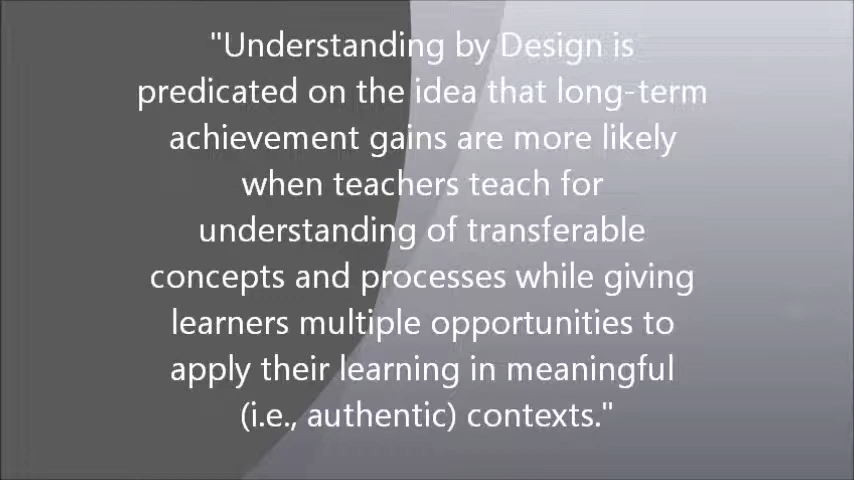 "Understanding by Design is
predicated on the idea that long-term
achievement gains are more likely
when teachers teach for
understanding of transferable
concepts and processes while giving
learners multiple opportunities to
apply their learning in meaningful
(i.e., authentic) contexts."